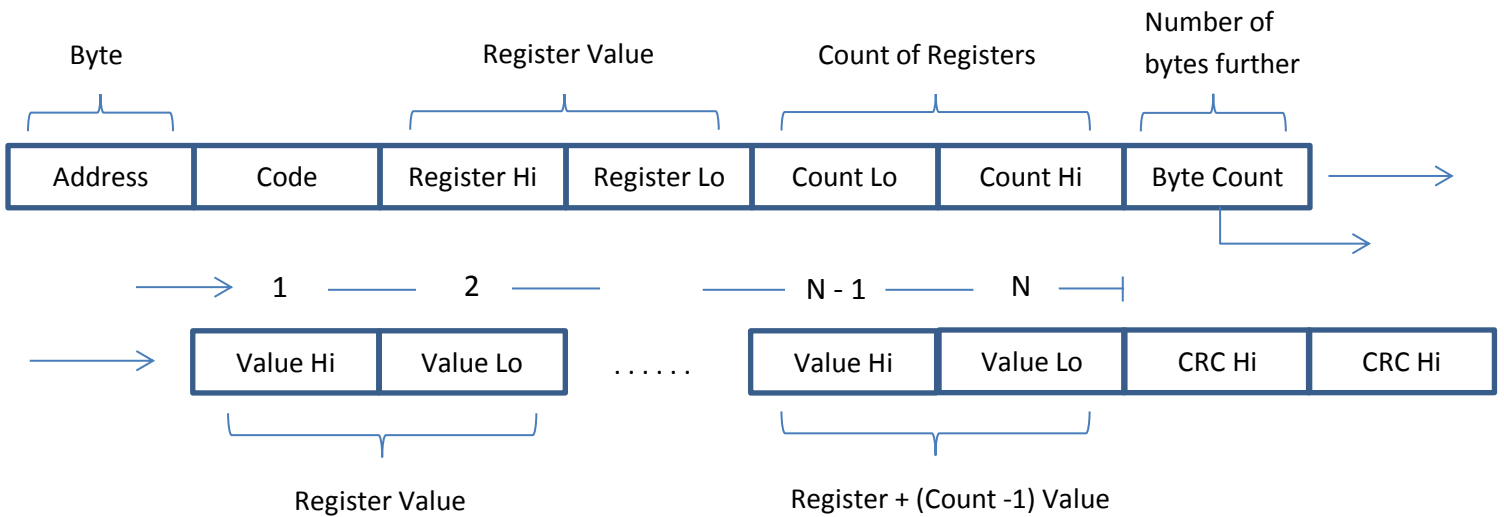 Byte
Register Value
Count of Registers
Number of
bytes further
Address Code Register Hi Register Lo Count Lo Count Hi Byte Count
1 2 N - 1 N
Value Hi Value Lo . . . . . . Value Hi Value Lo CRC Hi CRC Hi
Register Value
Register + (Count -1) Value